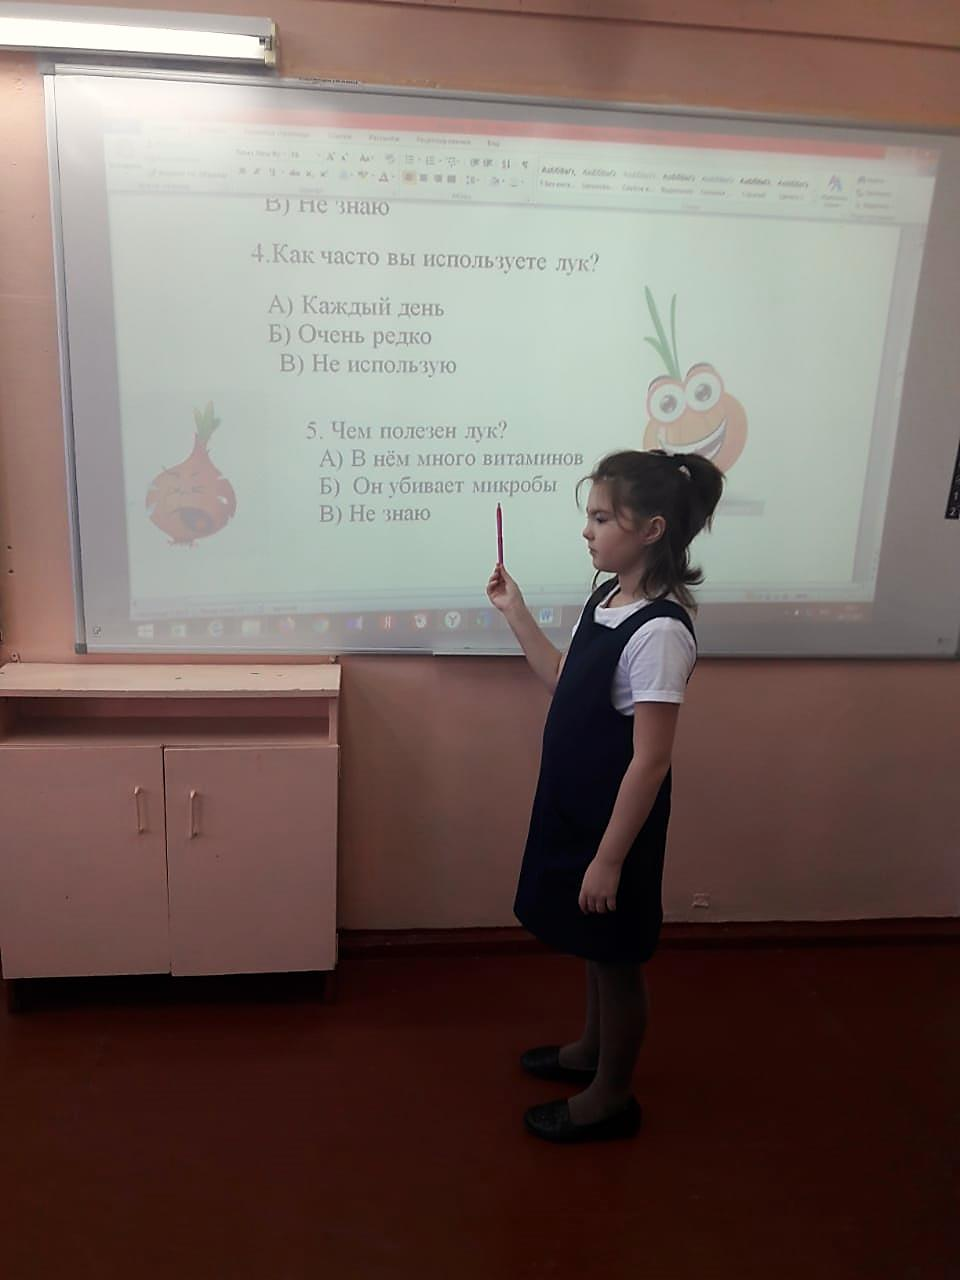 В) Не знаю
4.Как часто вы используете лук?
А) Каждый день
Б) Очень редко
В) Не использую
5. Чем полезен лук?
А) В нём много витаминов
Б) Он убивает микробы
В) Не знаю